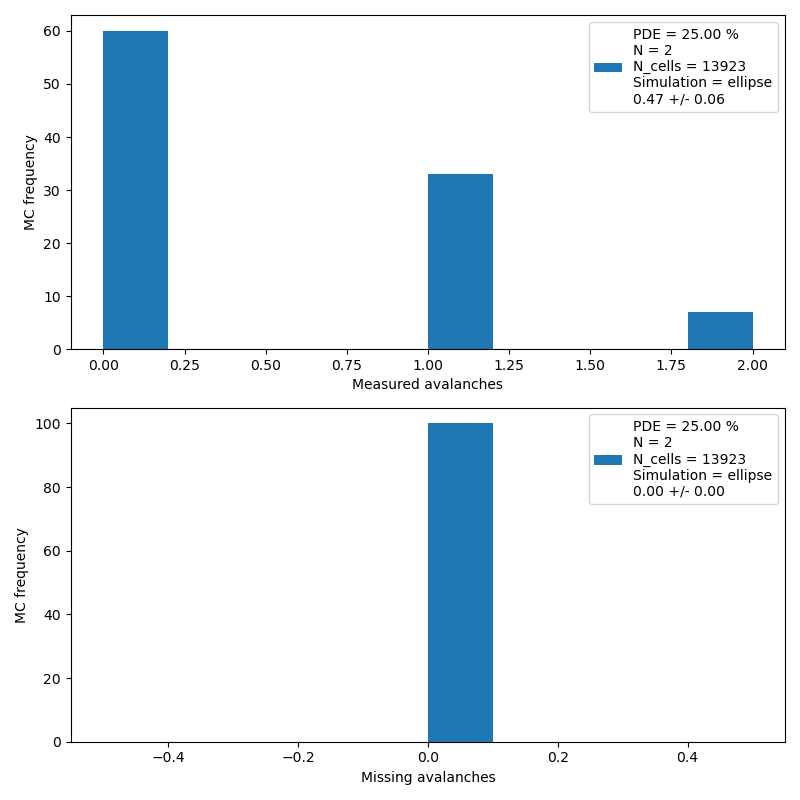 60
50
40
30
20
10
0
MC frequency
PDE = 25.00 %
N = 2
N_cells = 13923
Simulation = ellipse
0.47 +/- 0.06
0.00 0.25 0.50 0.75 1.00 1.25 1.50 1.75 2.00
Measured avalanches
100
80
60
40
20
0
MC frequency
PDE = 25.00 %
N = 2
N_cells = 13923
Simulation = ellipse
0.00 +/- 0.00
−0.4 −0.2 0.0 0.2 0.4
Missing avalanches